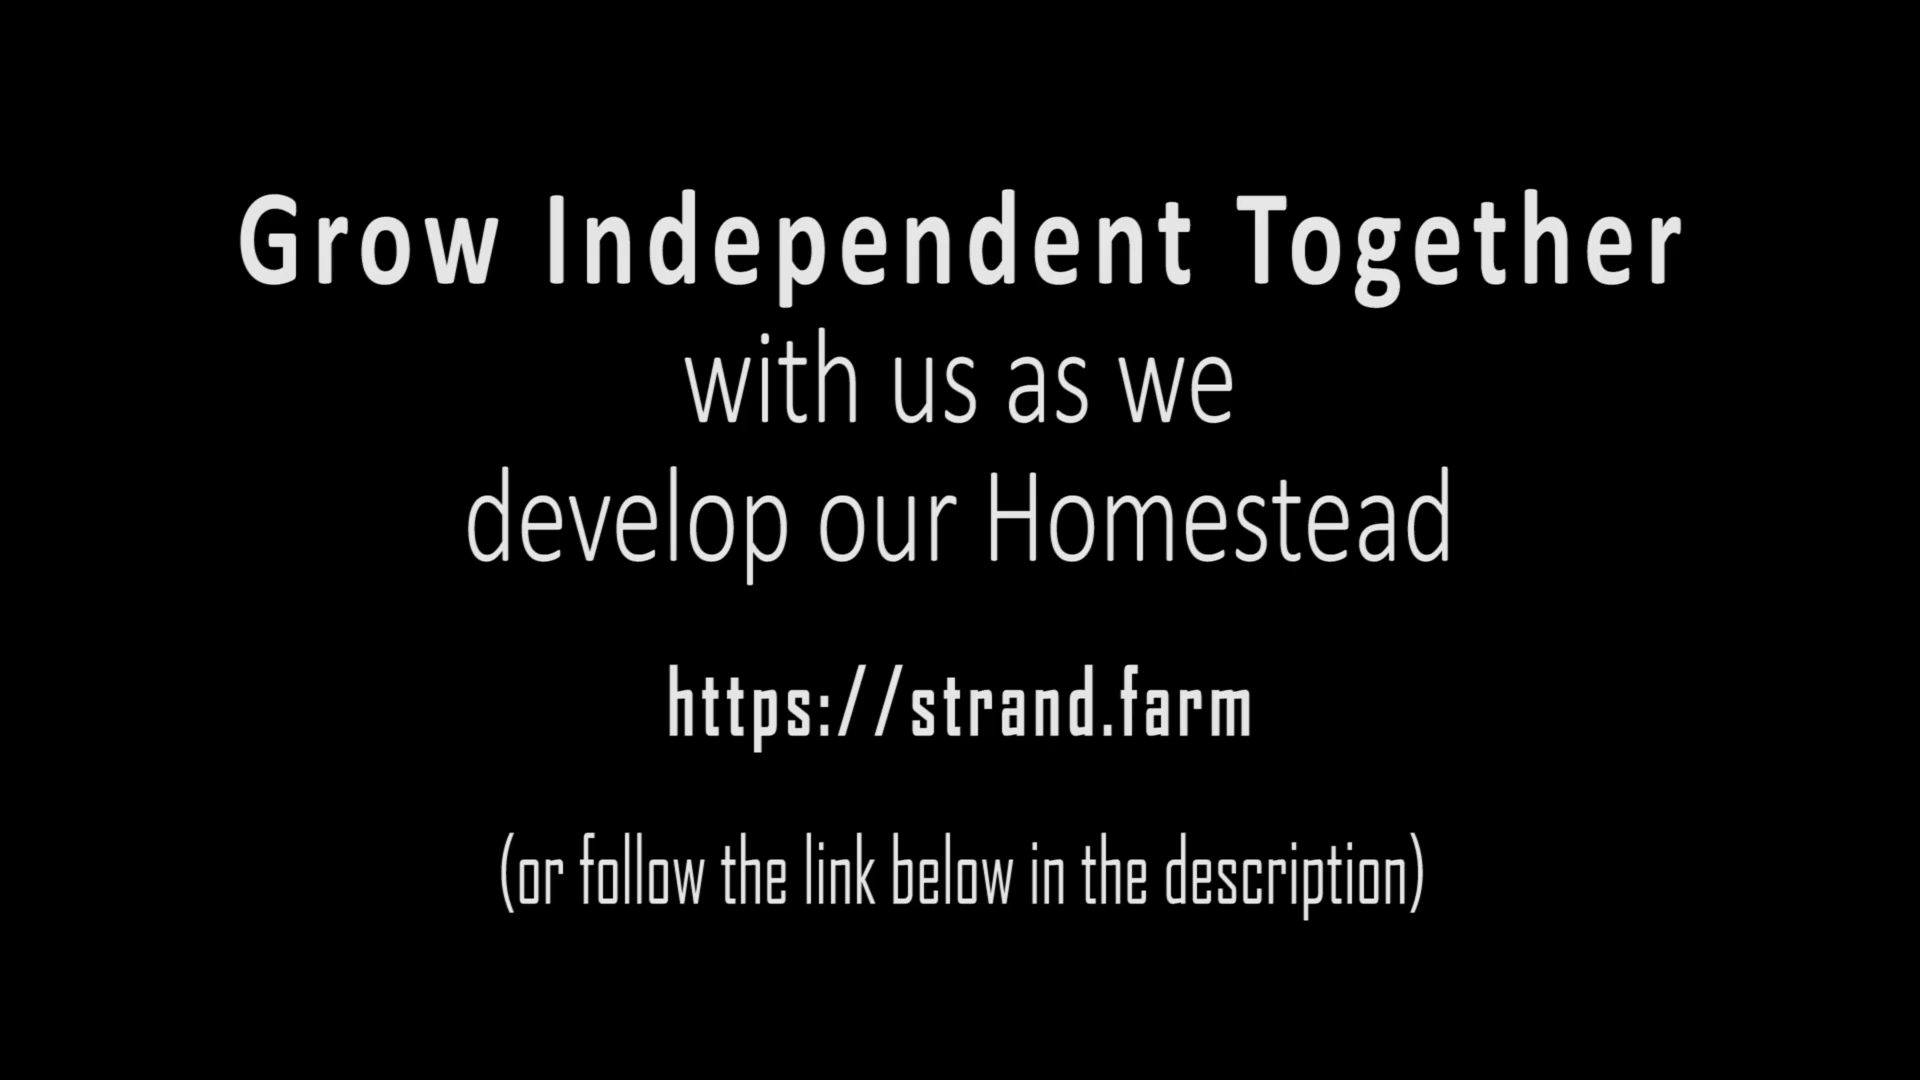 Grow Independent Together
with us as we
develop our Homestead
https://strand.farm
(or follow the link below in the description)